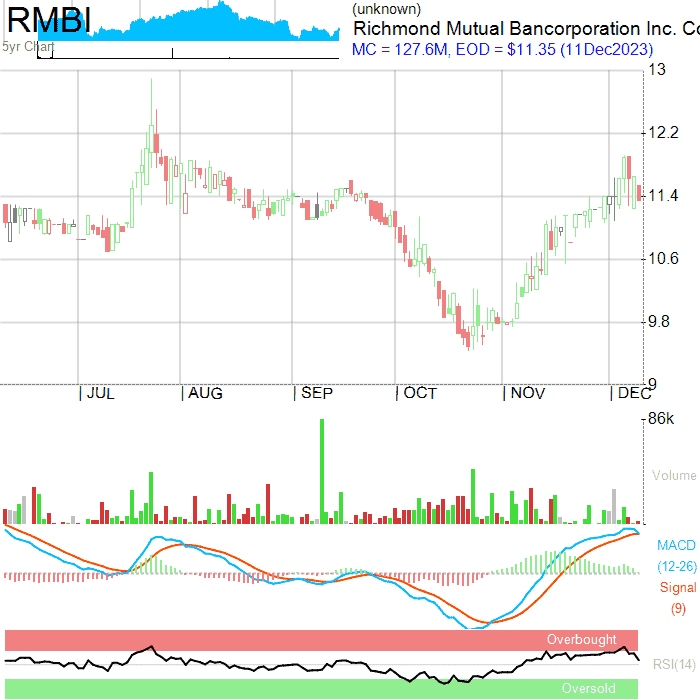 RMBI
5yr Chart
(unknown)
Richmond Mutual Bancorporation Inc. Co
MC = 127.6M, EOD = $11.35 (11Dec2023)
13
12.2
11.4
10.6
9.8
9
JUL AUG SEP OCT NOV DEC
86k
Volume
MACD
(12-26)
Signal
(9)
Overbought
RSI(14)
Oversold